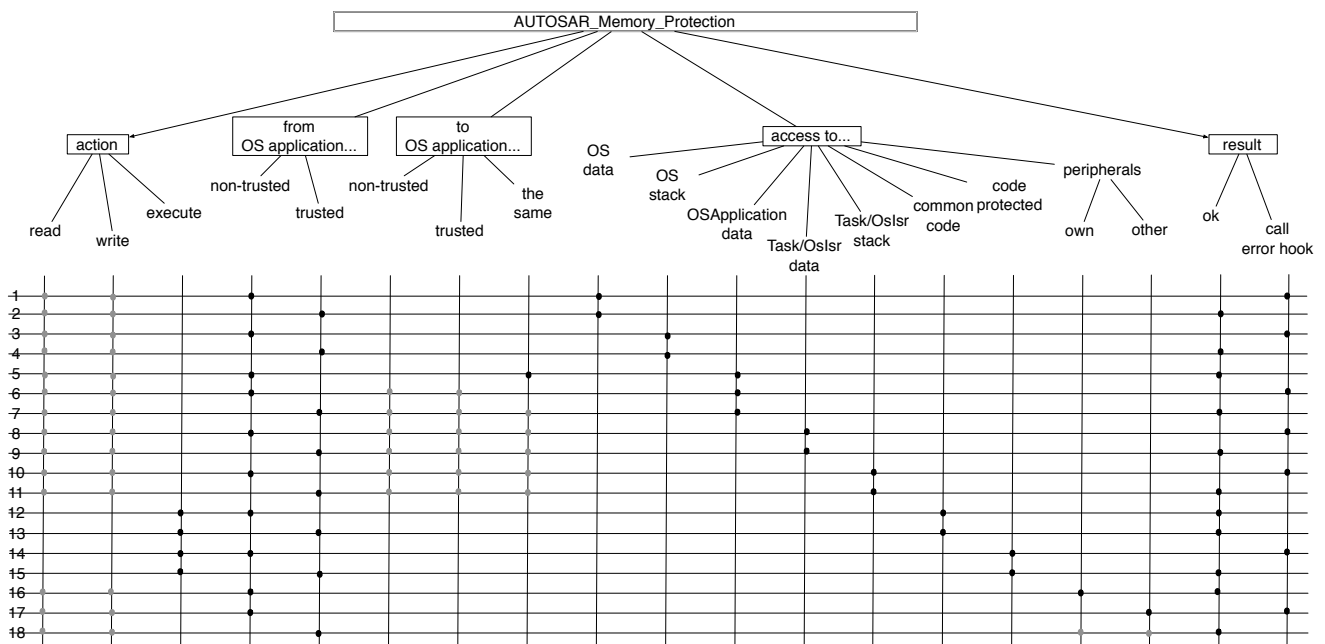 AUTOSAR_Memory_Protection
action
from
OS application...
to
OS application...
access to...
result
read
write
execute
non-trusted
trusted
non-trusted
trusted
the
same
OS
data
OS
stack
OSApplication
data
Task/OsIsr
data
Task/OsIsr
stack
common
code
code
protected
peripherals
own
other
ok
call
error hook
1
2
3
4
5
6
7
8
9
10
11
12
13
14
15
16
17
18